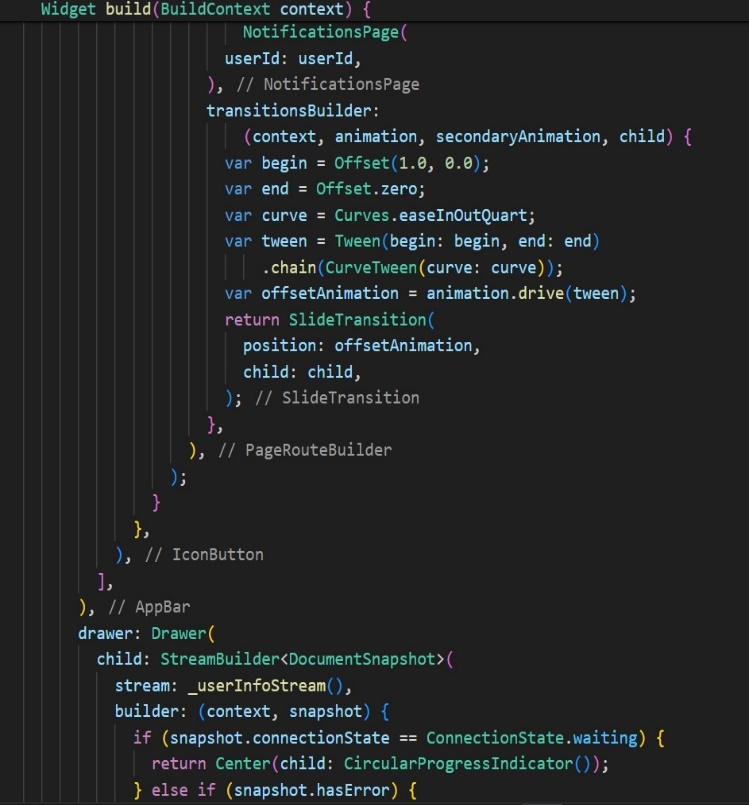 Widget build(BuildContext context) {
NotificationsPage(
userId: userId,
), // NotificationsPage
transitionsBuilder:
(context, animation, secondaryAnimation, child) {
var begin = Offset(1.0, 0.0);
var end = Offset.zero;
var curve = Curves.easeInOutQuart;
var tween = Tween(begin: begin, end: end)
.chain(CurveTween(curve: curve));
var offsetAnimation = animation.drive(tween);
return SlideTransition(
position: offsetAnimation,
child: child,
); // SlideTransition
},
), // PageRouteBuilder
);
}
},
), // IconButton
],
), // AppBar
drawer: Drawer(
child: StreamBuilder<DocumentSnapshot>(
stream: _userInfoStream(),
builder: (context, snapshot) {
if (snapshot.connectionState == ConnectionState.waiting) {
return Center(child: CircularProgressIndicator());
} else if (snapshot.hasError) {